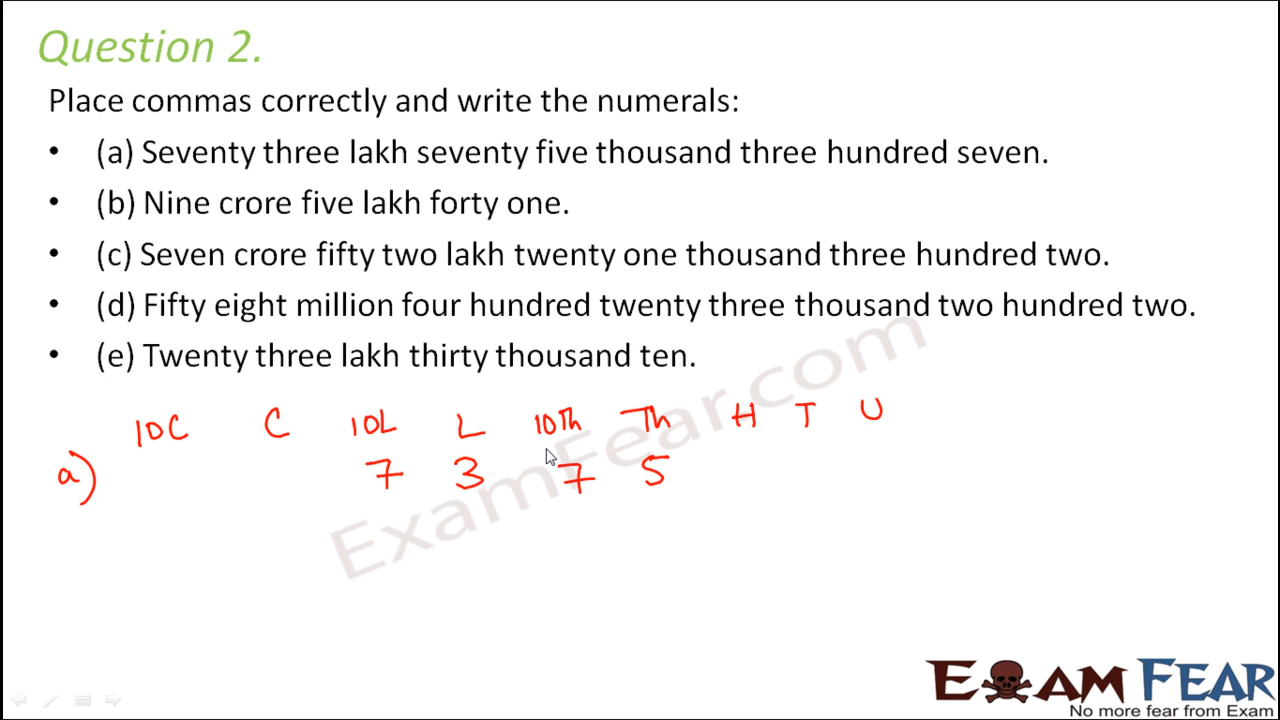 Question 2.
Place commas correctly and write the numerals:
• (a) Seventy three lakh seventy five thousand three hundred seven.
• (b) Nine crore five lakh forty one.
• (c) Seven crore fifty two lakh twenty one thousand three hundred two.
• (d) Fifty eight million four hundred twenty three thousand two hundred two.
• (e) Twenty three lakh thirty thousand ten.
10C C 10L L 10Th Th H T U
a) 7 3 7 5
ExamFear.com
EXAM FEAR
No more fear from Exam